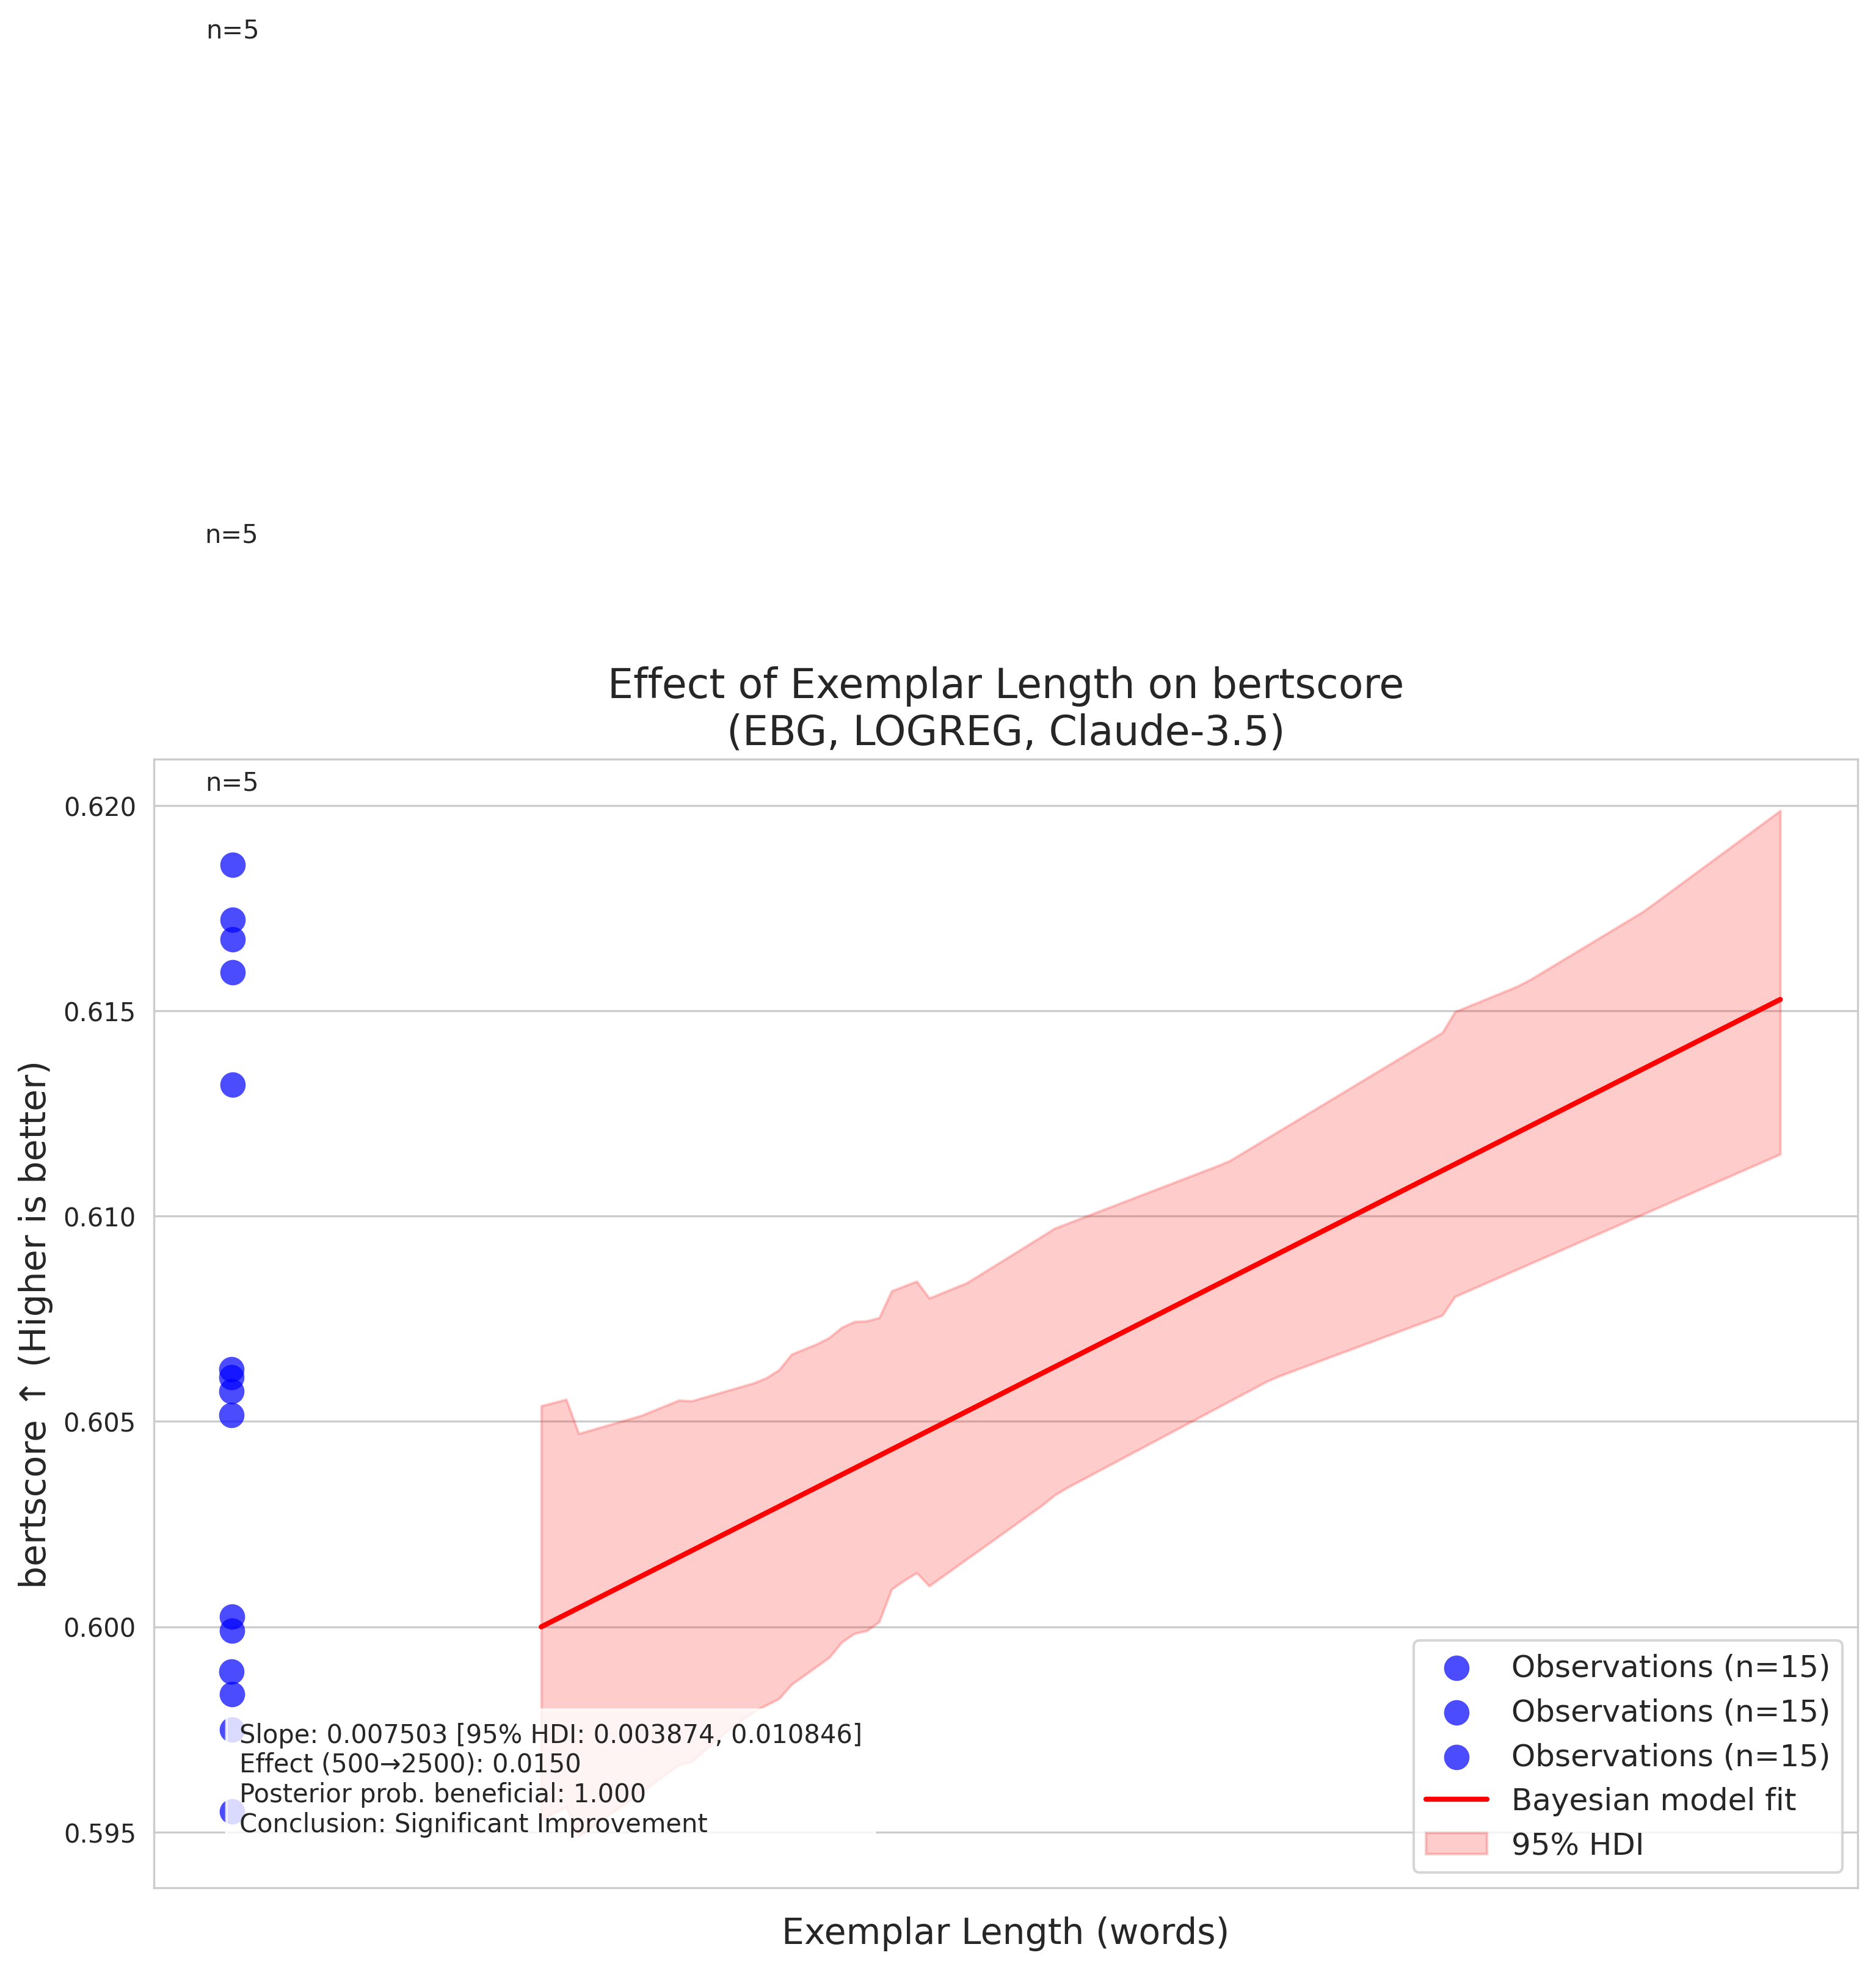 n=5
n=5
Effect of Exemplar Length on bertscore
(EBG, LOGREG, Claude-3.5)
n=5
0.620
0.615
0.610
0.605
0.600
0.595
bertscore ↑ (Higher is better)
Slope: 0.007503 [95% HDI: 0.003874, 0.010846]
Effect (500→2500): 0.0150
Posterior prob. beneficial: 1.000
Conclusion: Significant Improvement
Observations (n=15)
Observations (n=15)
Observations (n=15)
Bayesian model fit
95% HDI
Exemplar Length (words)